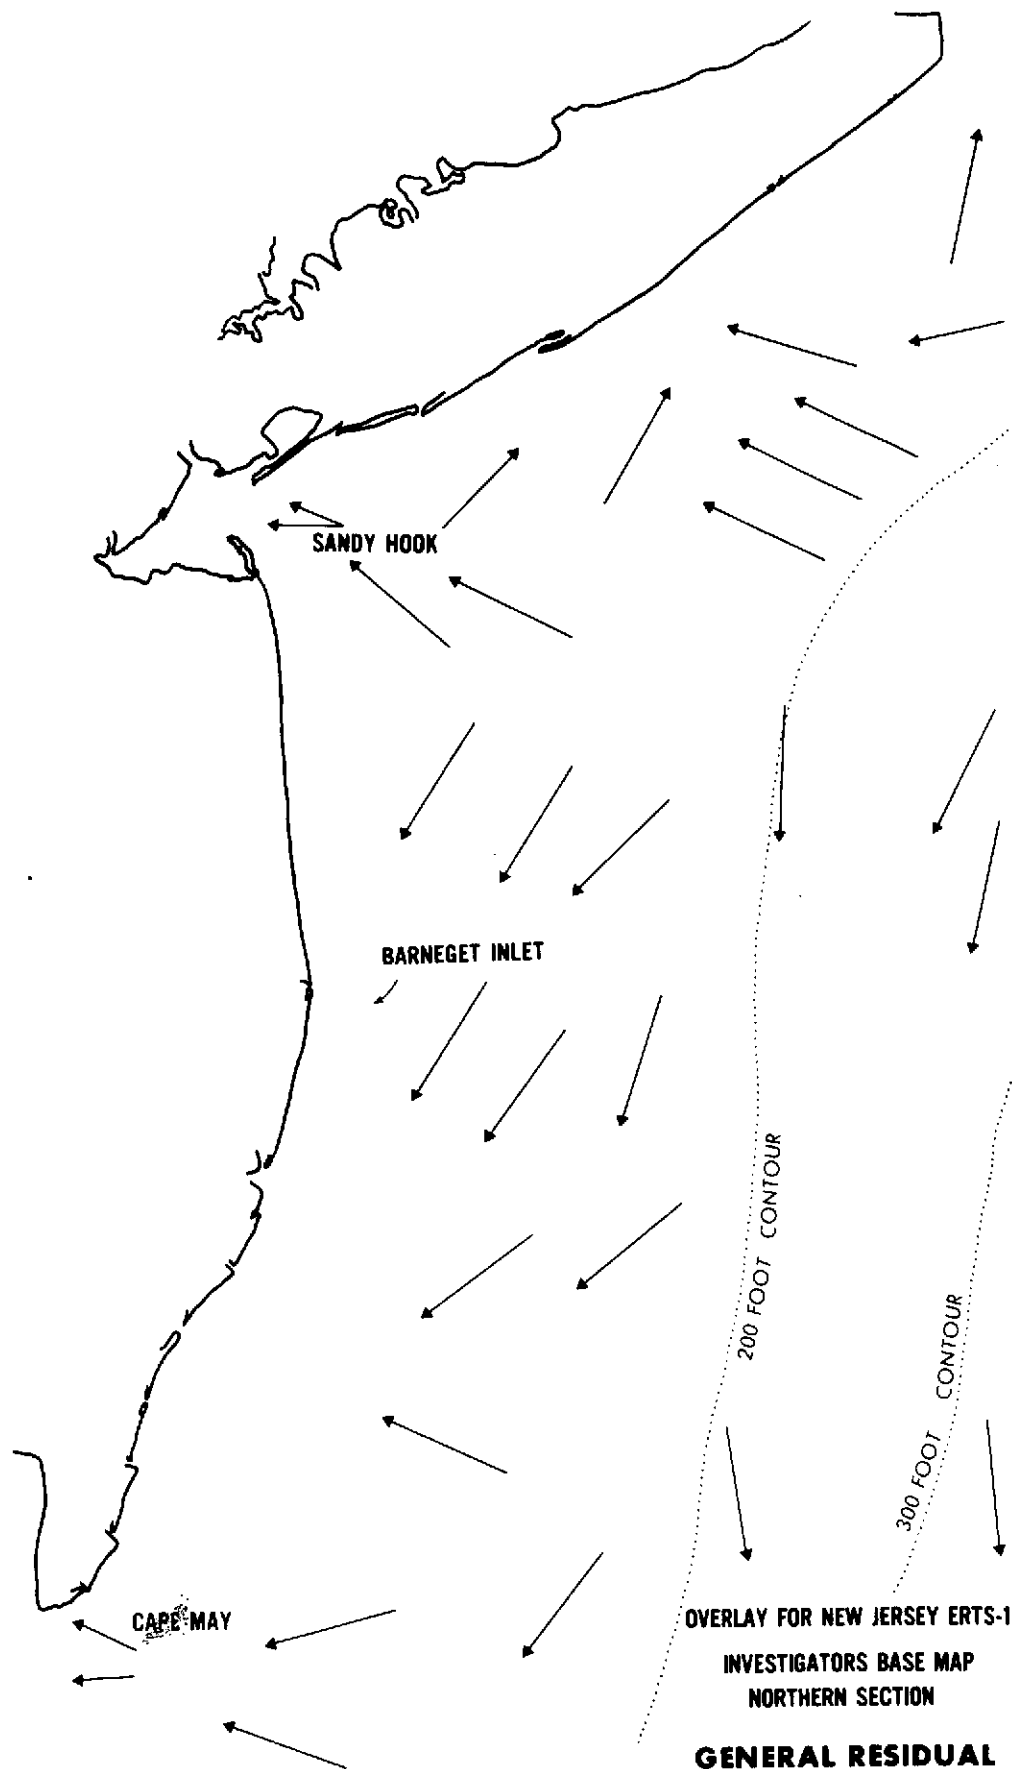 SANDY HOOK
BARNEGET INLET
200 FOOT CONTOUR
300 FOOT CONTOUR
CAPE MAY
OVERLAY FOR NEW JERSEY ERTS-1
INVESTIGATORS BASE MAP
NORTHERN SECTION
GENERAL RESIDUAL